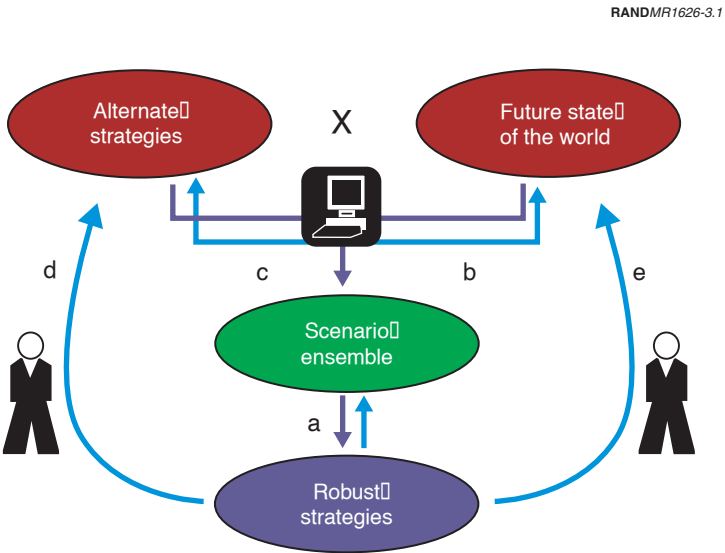 RANDMR1626-3.1
Alternate▯
strategies
X
Future state▯
of the world
d
c
b
e
Scenario▯
ensemble
a
Robust▯
strategies